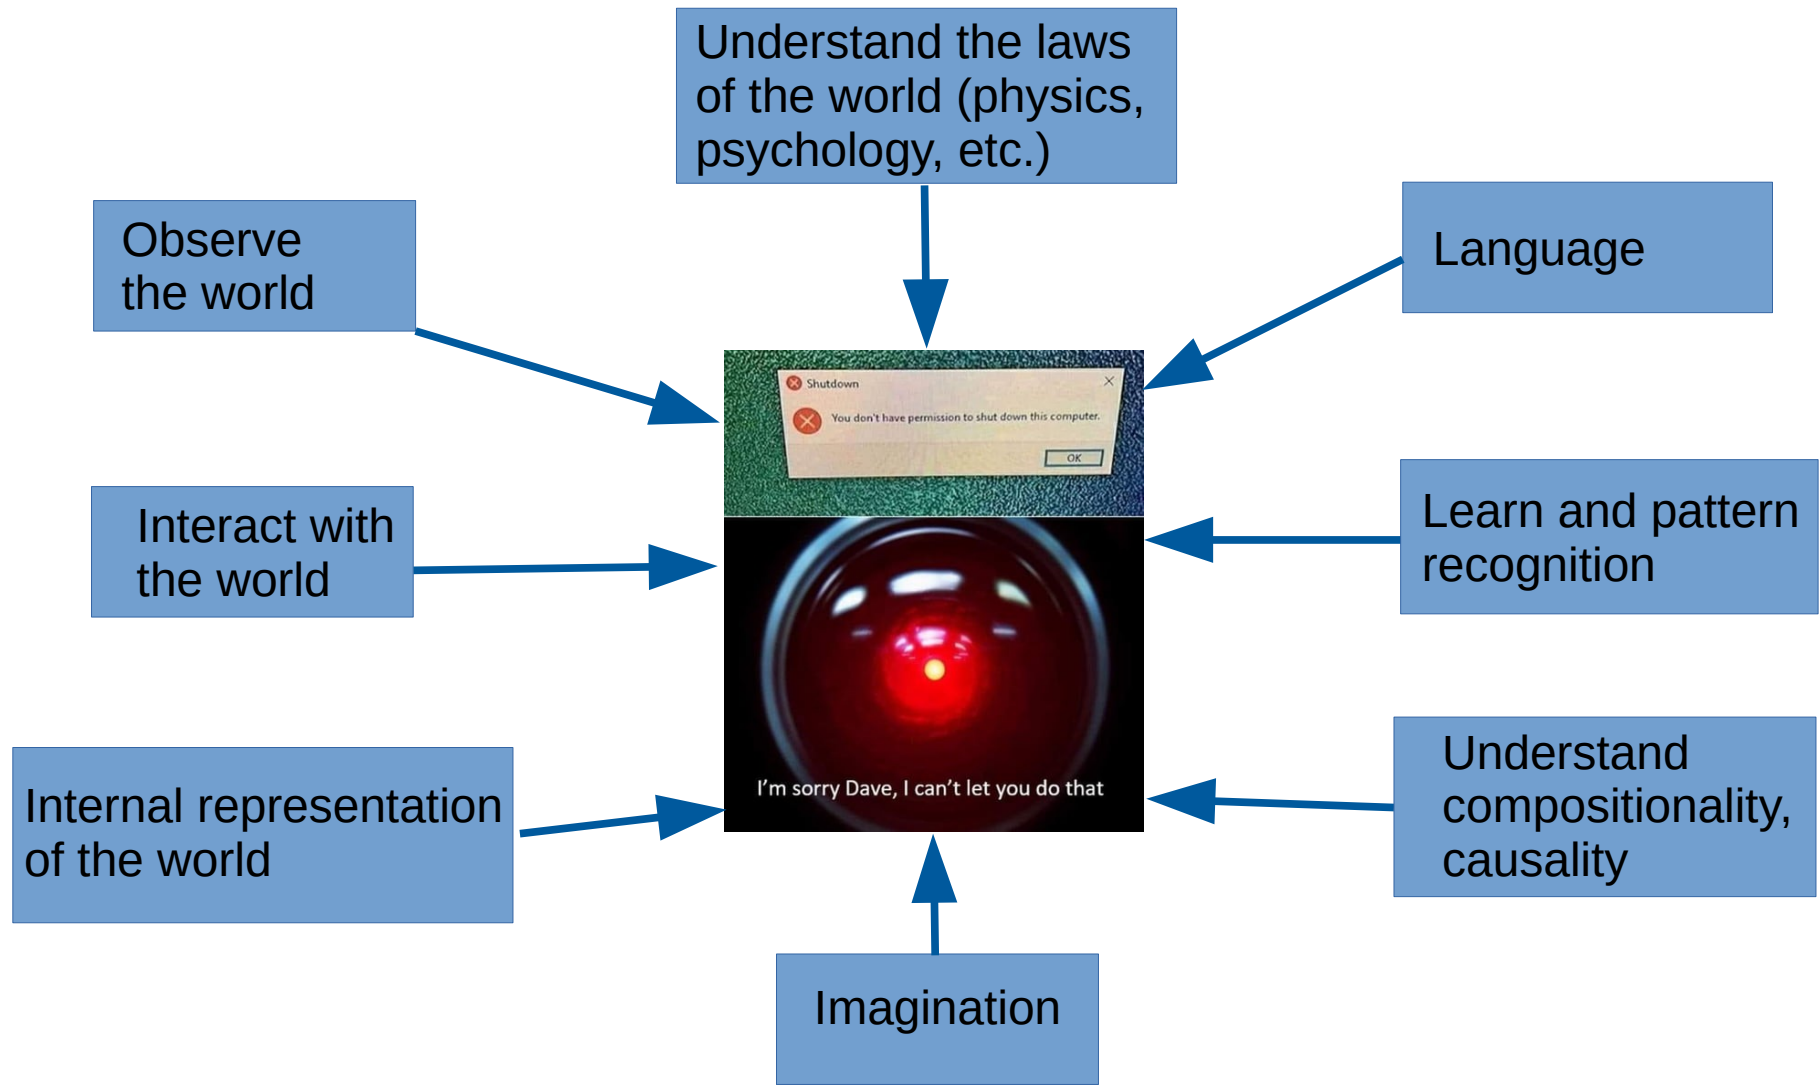 Understand the laws
of the world (physics,
psychology, etc.)
Observe
the world
Language
Shutdown
You don't have permission to shut down this computer.
OK
Interact with
the world
Learn and pattern
recognition
Internal representation
of the world
I'm sorry Dave, I can't let you do that
Understand
compositionality,
causality
Imagination